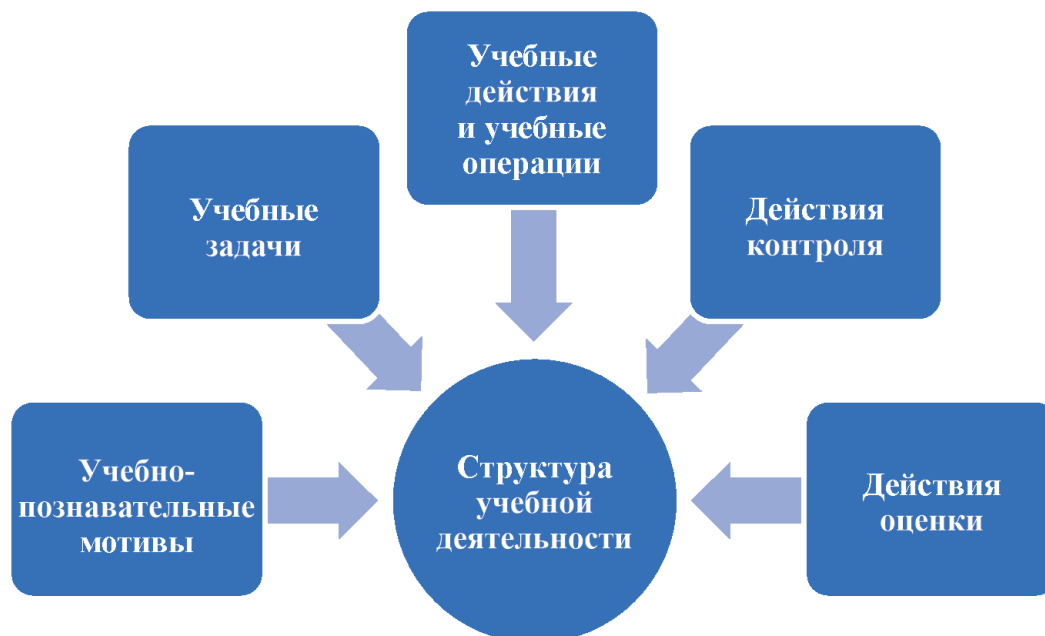 Учебно-
познавательные
мотивы
Учебные
задачи
Учебные
действия
и учебные
операции
Действия
контроля
Действия
оценки
Структура
учебной
деятельности